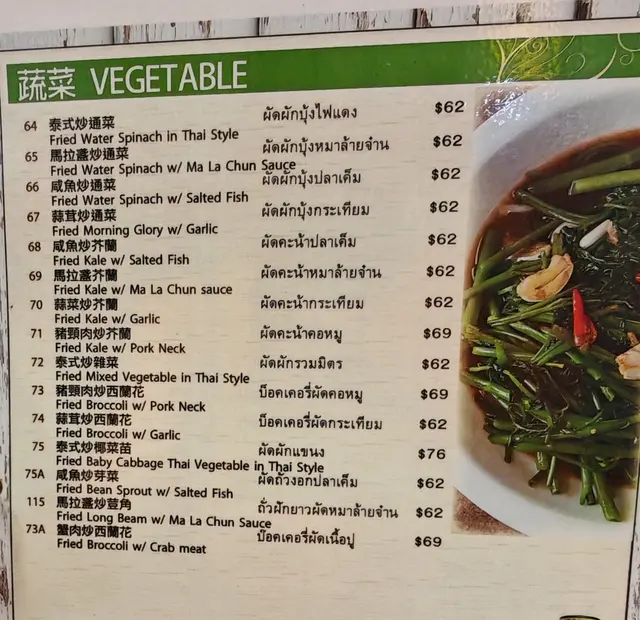 蔬菜 VEGETABLE
64 泰式炒通菜 ผัดผักบุ้งไฟแดง $62
Fried Water Spinach in Thai Style
65 馬拉盞炒通菜 ผัดผักบุ้งหมาล้ายจำน $62
Fried Water Spinach w/ Ma La Chun Sauce
66 咸魚炒通菜 ผัดผักบุ้งปลาเค็ม $62
Fried Water Spinach w/ Salted Fish
67 蒜茸炒通菜 ผัดผักบุ้งกระเทียม $62
Fried Morning Glory w/ Garlic
68 咸魚炒芥蘭 ผัดคะน้าปลาเค็ม $62
Fried Kale w/ Salted Fish
69 馬拉盞芥蘭 ผัดคะน้าหมาล้ายจำน $62
Fried Kale w/ Ma La Chun sauce
70 蒜菜炒芥蘭 ผัดคะน้ากระเทียม $62
Fried Kale w/ Garlic
71 豬頸肉炒芥蘭 ผัดคะน้าคอหมู $69
Fried Kale w/ Pork Neck
72 泰式炒雜菜 ผัดผักรวมมิตร $62
Fried Mixed Vegetable in Thai Style
73 豬頸肉炒西蘭花 บ็อคเคอรี่ผัดคอหมู $69
Fried Broccoli w/ Pork Neck
74 蒜茸炒西蘭花 บ็อคเคอรี่ผัดกระเทียม $62
Fried Broccoli w/ Garlic
75 泰式炒椰菜苗 ผัดผักแขนง $76
Fried Baby Cabbage Thai Vegetable in Thai Style
75A 咸魚炒芽菜 ผัดถั่วงอกปลาเค็ม $62
Fried Bean Sprout w/ Salted Fish
115 馬拉盞炒荳角 ถั่วฝักยาวผัดหมาล้ายจำน $62
Fried Long Beam w/ Ma La Chun Sauce
73A 蟹肉炒西蘭花 บ็อคเคอรี่ผัดเนื้อปู $69
Fried Broccoli w/ Crab meat